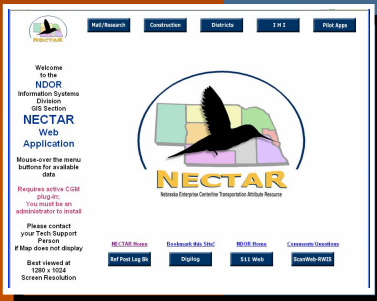 NECTAR
Matl/Research
Construction
Districts
I H I
Pilot Apps
Welcome
to the
NDOR
Information Systems
Division
GIS Section
NECTAR
Web
Application
Mouse-over the menu
buttons for available
data
Requires active CGM
plug-in;
You must be an
administrator to install
Please contact
your Tech Support
Person
if Map does not display
Best viewed at
1280 x 1024
Screen Resolution
NECTAR
Nebraska Enterprise Centerline Transportation Attribute Resource
NECTAR Home
Bookmark this Site!
NDOR Home
Comments/Questions
Ref Post Log Bk
Digilog
511 Web
ScanWeb-RWIS